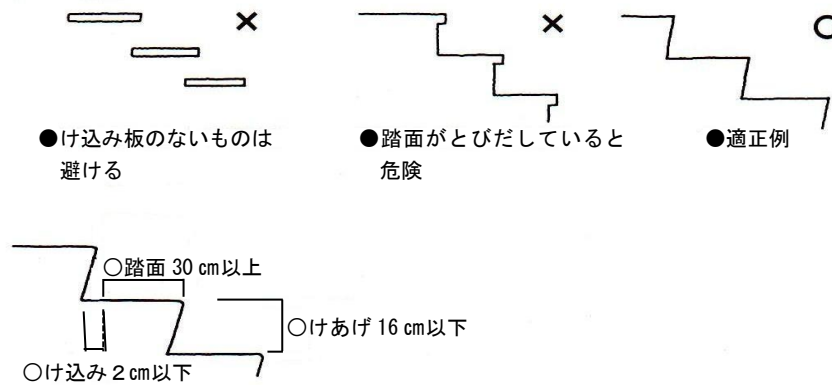 ●け込み板のないものは
避ける
●踏面がとびだしていると
危険
●適正例
○踏面 30 cm以上
○けあげ 16 cm以下
○け込み 2 cm以下